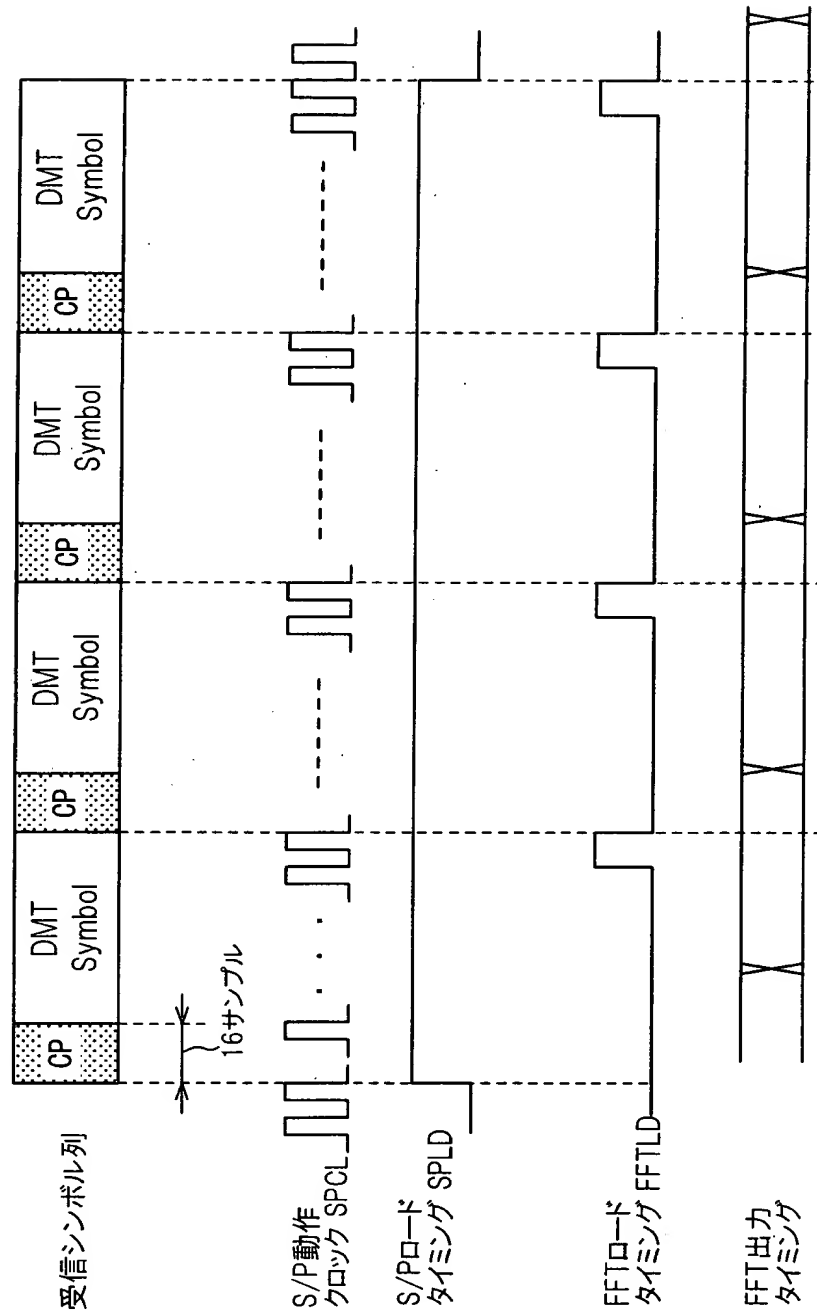 受信シンボル列
CP
DMT
Symbol
CP
DMT
Symbol
CP
DMT
Symbol
CP
DMT
Symbol
16サンプル
S/P動作
クロック SPCL
S/Pロード
タイミング SPLD
FFTロード
タイミング FFTLD
FFT出力
タイミング